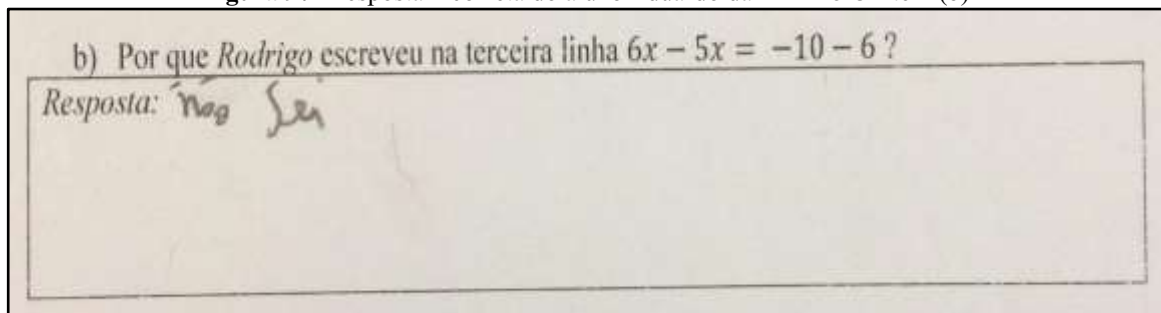 b) Por que Rodrigo escreveu na terceira linha 6x − 5x = −10 − 6 ?
Resposta: não sei